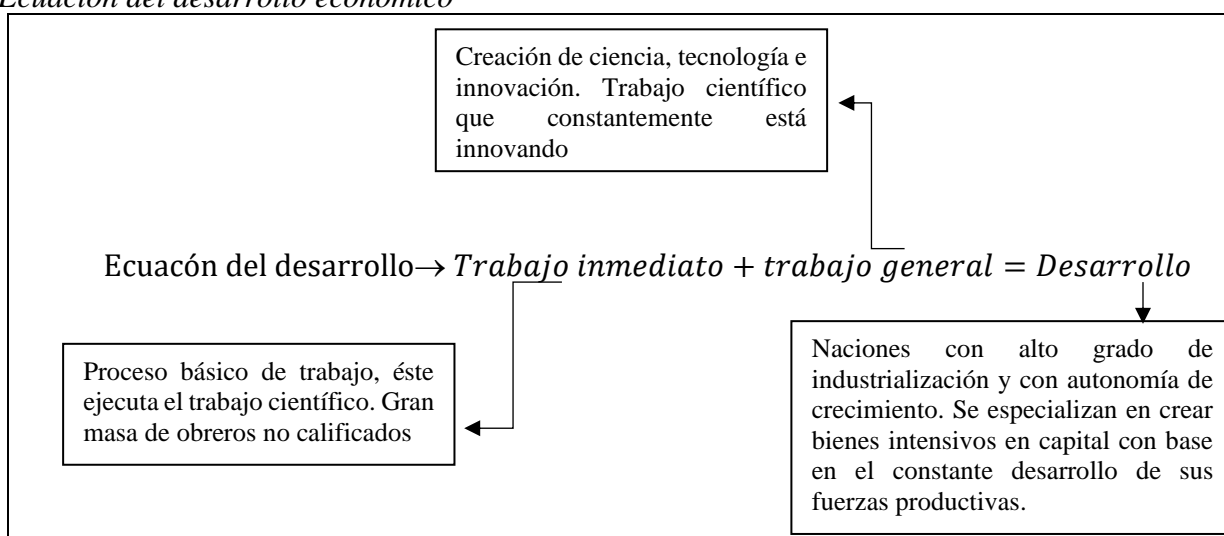 Ecuación del desarrollo económico
Creación de ciencia, tecnología e
innovación. Trabajo científico
que constantemente está
innovando
Ecuacón del desarrollo→ Trabajo inmediato + trabajo general = Desarrollo
Proceso básico de trabajo, éste
ejecuta el trabajo científico. Gran
masa de obreros no calificados
Naciones con alto grado de
industrialización y con autonomía de
crecimiento. Se especializan en crear
bienes intensivos en capital con base
en el constante desarrollo de sus
fuerzas productivas.